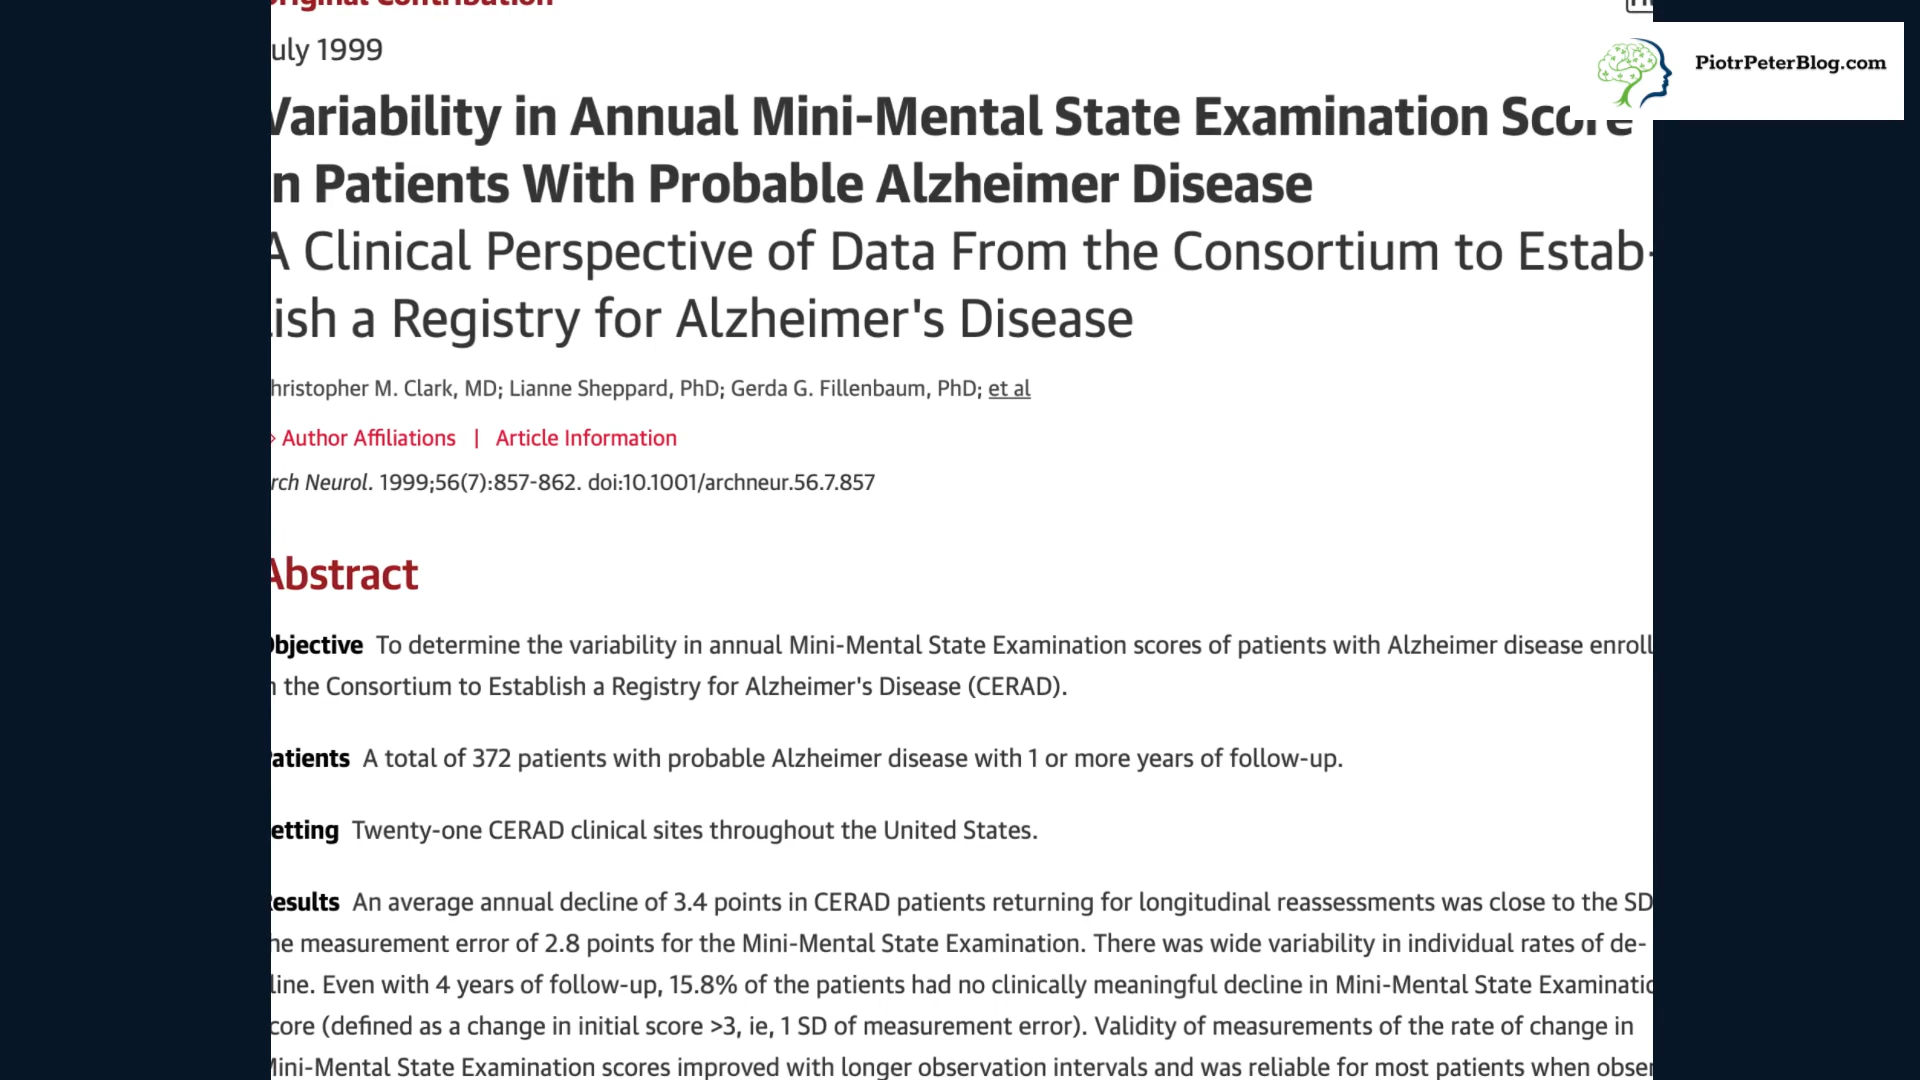 Original Contribution
uly 1999
PiotrPeterBlog.com
Variability in Annual Mini-Mental State Examination Score
n Patients With Probable Alzheimer Disease
A Clinical Perspective of Data From the Consortium to Estab-
lish a Registry for Alzheimer's Disease
hristopher M. Clark, MD; Lianne Sheppard, PhD; Gerda G. Fillenbaum, PhD; et al
Author Affiliations | Article Information
rch Neurol. 1999;56(7):857-862. doi:10.1001/archneur.56.7.857
Abstract
Objective To determine the variability in annual Mini-Mental State Examination scores of patients with Alzheimer disease enroll
n the Consortium to Establish a Registry for Alzheimer's Disease (CERAD).
Patients A total of 372 patients with probable Alzheimer disease with 1 or more years of follow-up.
etting Twenty-one CERAD clinical sites throughout the United States.
esults An average annual decline of 3.4 points in CERAD patients returning for longitudinal reassessments was close to the SD
he measurement error of 2.8 points for the Mini-Mental State Examination. There was wide variability in individual rates of de-
line. Even with 4 years of follow-up, 15.8% of the patients had no clinically meaningful decline in Mini-Mental State Examinatio
core (defined as a change in initial score >3, ie, 1 SD of measurement error). Validity of measurements of the rate of change in
Mini-Mental State Examination scores improved with longer observation intervals and was reliable for most patients when obser